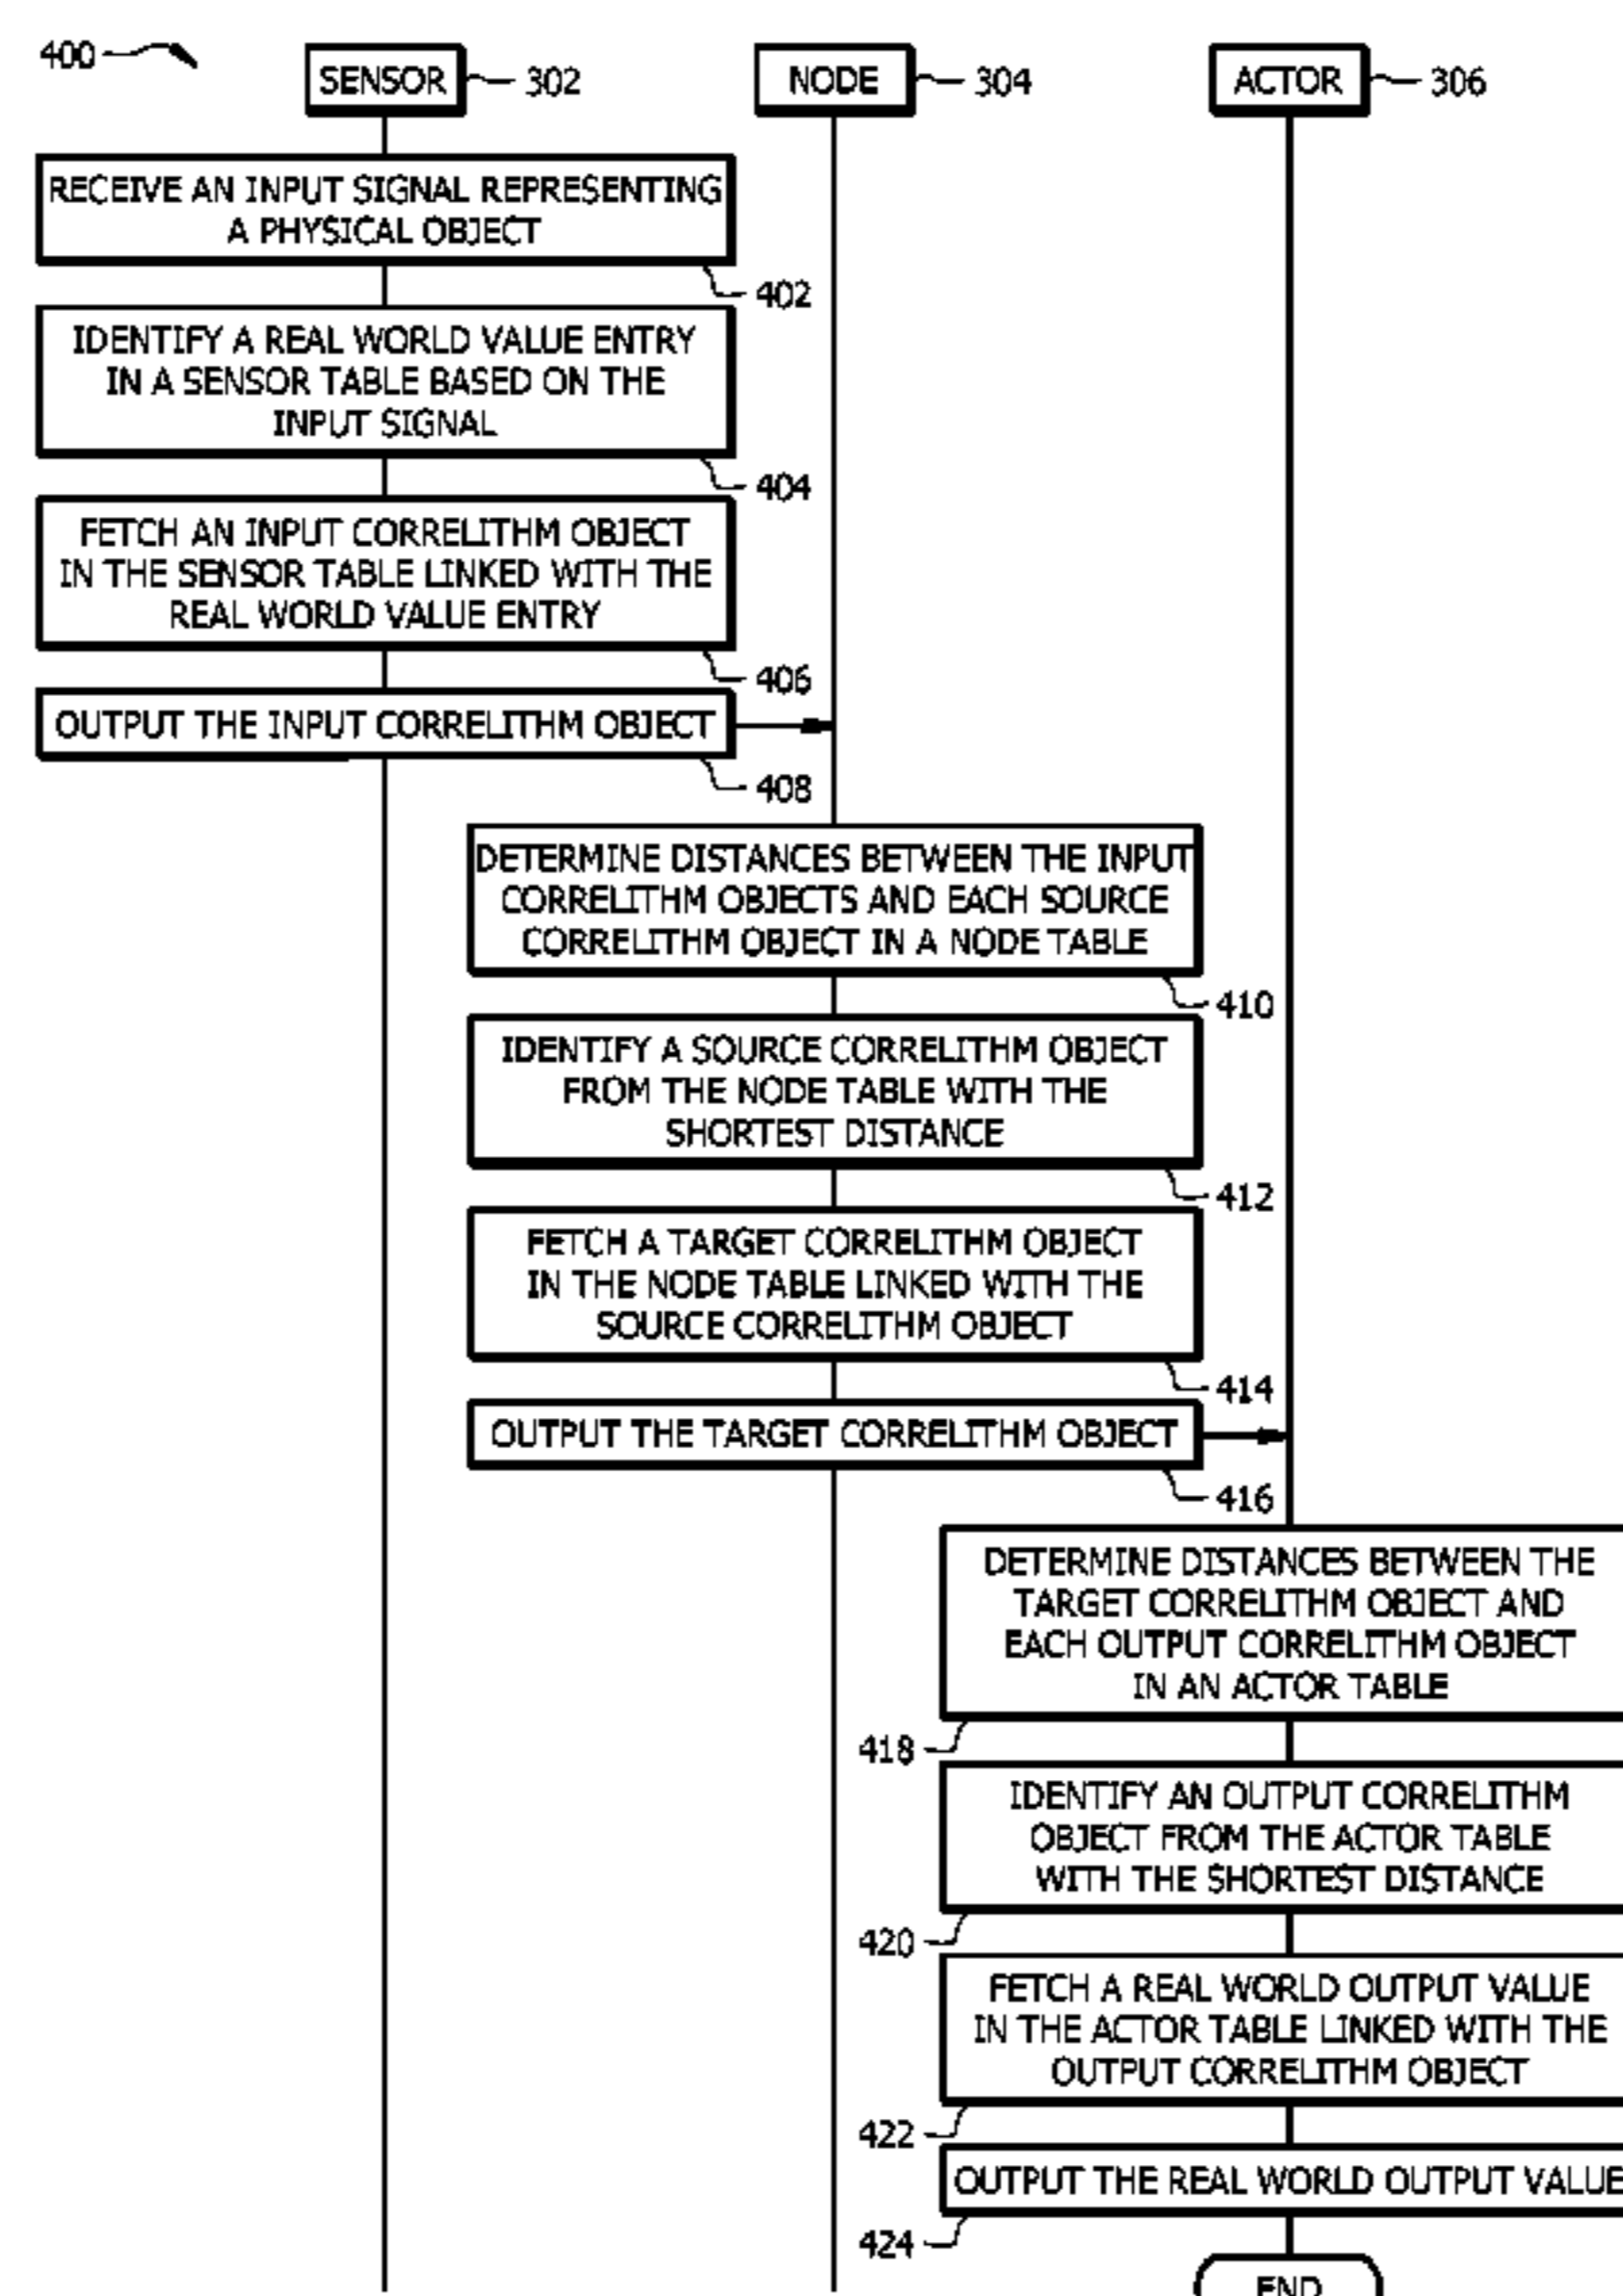 400
SENSOR 302
NODE 304
ACTOR 306
RECEIVE AN INPUT SIGNAL REPRESENTING
A PHYSICAL OBJECT
402
IDENTIFY A REAL WORLD VALUE ENTRY
IN A SENSOR TABLE BASED ON THE
INPUT SIGNAL
404
FETCH AN INPUT CORRELITHM OBJECT
IN THE SENSOR TABLE LINKED WITH THE
REAL WORLD VALUE ENTRY
406
OUTPUT THE INPUT CORRELITHM OBJECT
408
DETERMINE DISTANCES BETWEEN THE INPUT
CORRELITHM OBJECTS AND EACH SOURCE
CORRELITHM OBJECT IN A NODE TABLE
410
IDENTIFY A SOURCE CORRELITHM OBJECT
FROM THE NODE TABLE WITH THE
SHORTEST DISTANCE
412
FETCH A TARGET CORRELITHM OBJECT
IN THE NODE TABLE LINKED WITH THE
SOURCE CORRELITHM OBJECT
414
OUTPUT THE TARGET CORRELITHM OBJECT
416
DETERMINE DISTANCES BETWEEN THE
TARGET CORRELITHM OBJECT AND
EACH OUTPUT CORRELITHM OBJECT
IN AN ACTOR TABLE
418
IDENTIFY AN OUTPUT CORRELITHM
OBJECT FROM THE ACTOR TABLE
WITH THE SHORTEST DISTANCE
420
FETCH A REAL WORLD OUTPUT VALUE
IN THE ACTOR TABLE LINKED WITH THE
OUTPUT CORRELITHM OBJECT
422
OUTPUT THE REAL WORLD OUTPUT VALUE
424
END